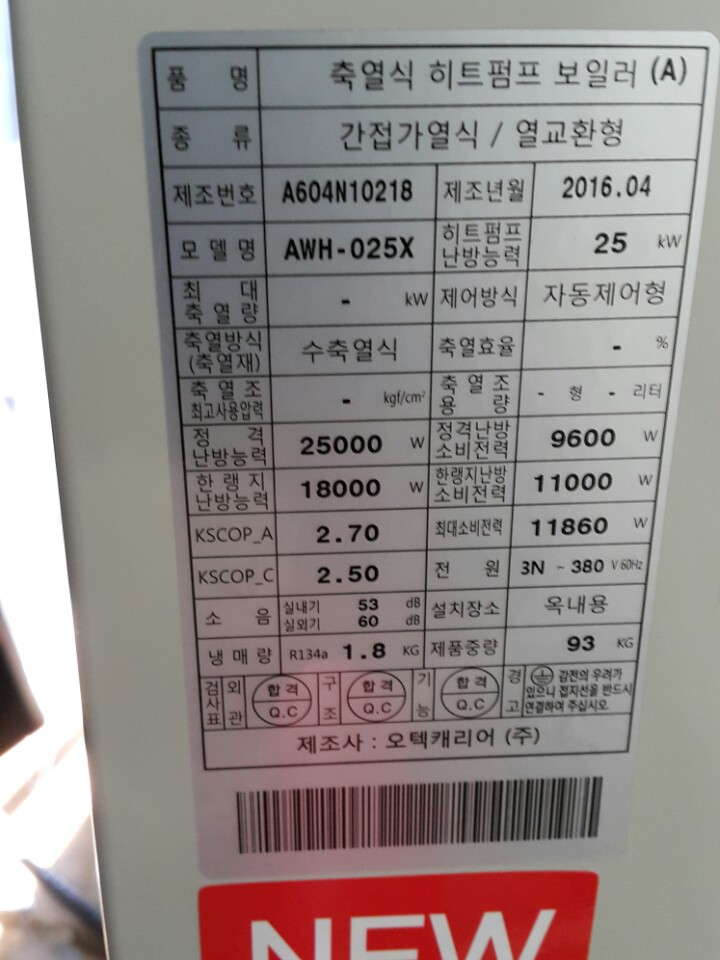 품 명 축열식 히트펌프 보일러 (A)
종 류 간접가열식 / 열교환형
제조번호 A604N10218 제조년월 2016.04
모델명 AWH-025X 히트펌프 난방능력 25 kW
최대 축열량 - kW 제어방식 자동제어형
축열방식 (축열재) 수축열식 축열효율 - %
축열조 최고사용압력 - kgf/cm² 축열조 용량 - 형 - 리터
정격 난방능력 25000 W 정격난방 소비전력 9600 W
한랭지 난방능력 18000 W 한랭지난방 소비전력 11000 W
KSCOP_A 2.70 최대소비전력 11860 W
KSCOP_C 2.50 전 원 3N ~ 380 V 60Hz
소 음 실내기 53 dB 실외기 60 dB 설치장소 옥내용
냉매량 R134a 1.8 KG 제품중량 93 KG
검사표 외관 합격 Q.C 구조 합격 Q.C 기능 합격 Q.C 경고 감전의 우려가 있으니 접지선을 반드시 연결하여 주십시오.
제조사 : 오텍캐리어 (주)
NEW